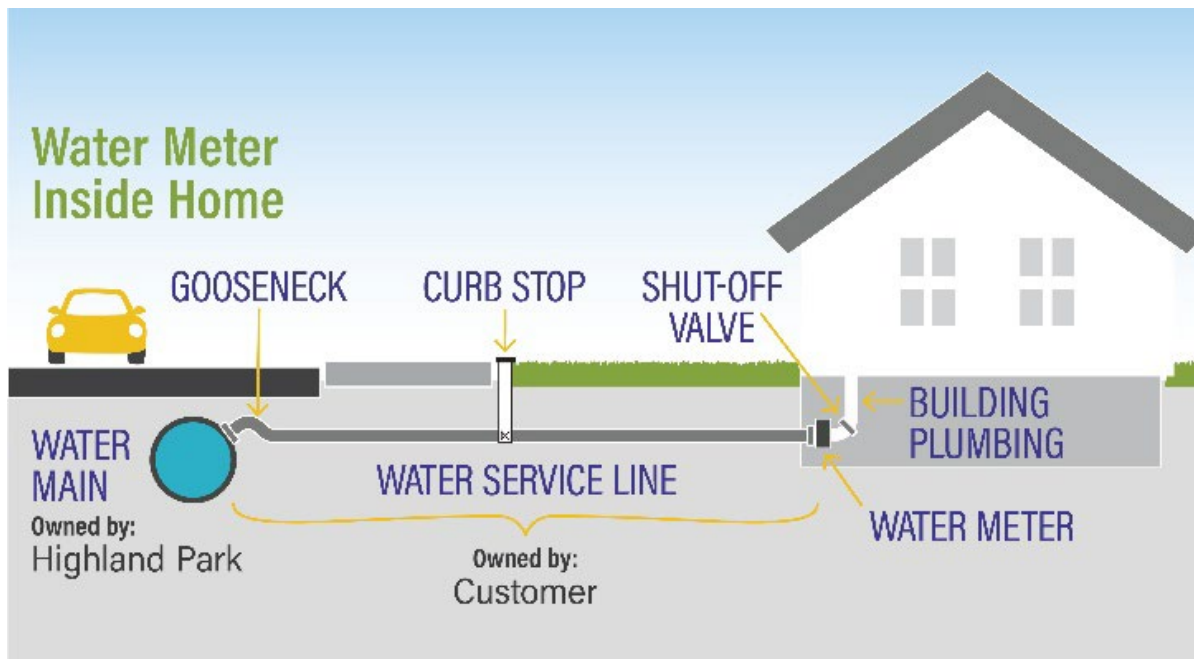 Water Meter
Inside Home
GOOSENECK
CURB STOP
SHUT-OFF
VALVE
BUILDING
PLUMBING
WATER
MAIN
Owned by:
Highland Park
WATER SERVICE LINE
Owned by:
Customer
WATER METER